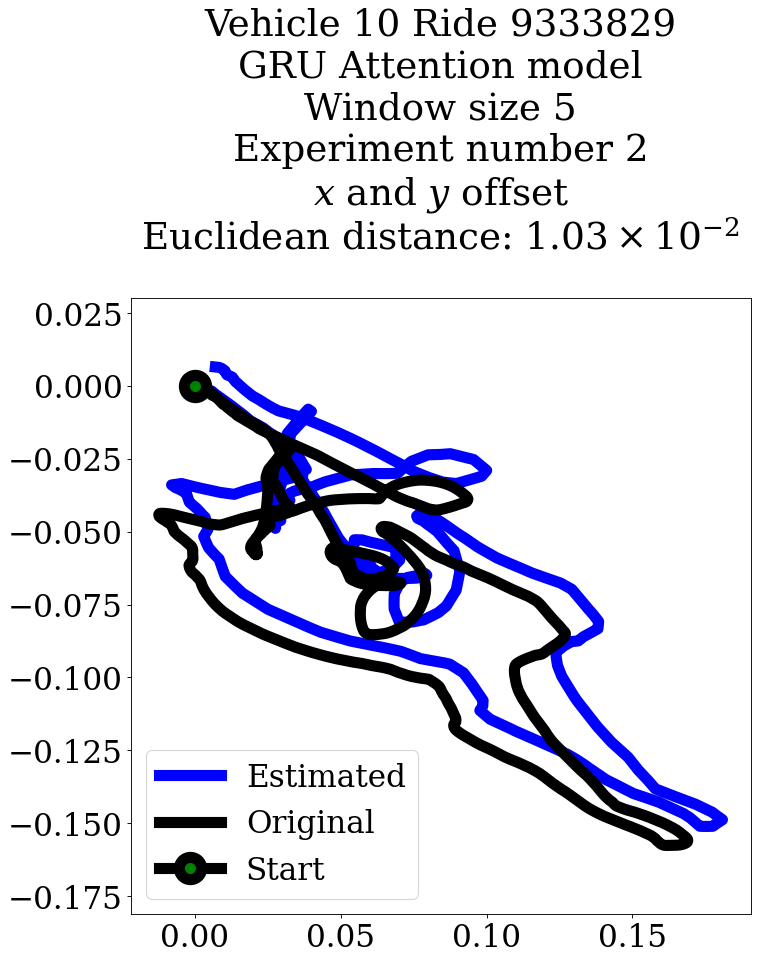 Vehicle 10 Ride 9333829
GRU Attention model
Window size 5
Experiment number 2
x and y offset
Euclidean distance: 1.03 × 10⁻²
0.025
0.000
−0.025
−0.050
−0.075
−0.100
−0.125
−0.150
−0.175
Estimated
Original
Start
0.00 0.05 0.10 0.15